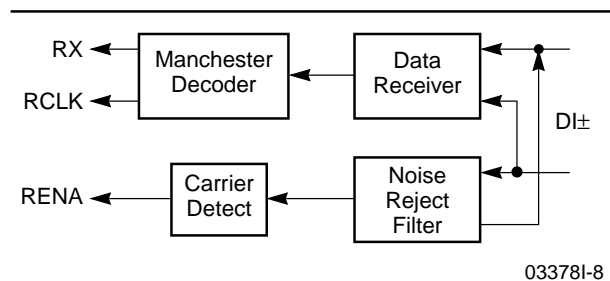 RX
RCLK
Manchester
Decoder
Data
Receiver
DI±
RENA
Carrier
Detect
Noise
Reject
Filter
03378I-8